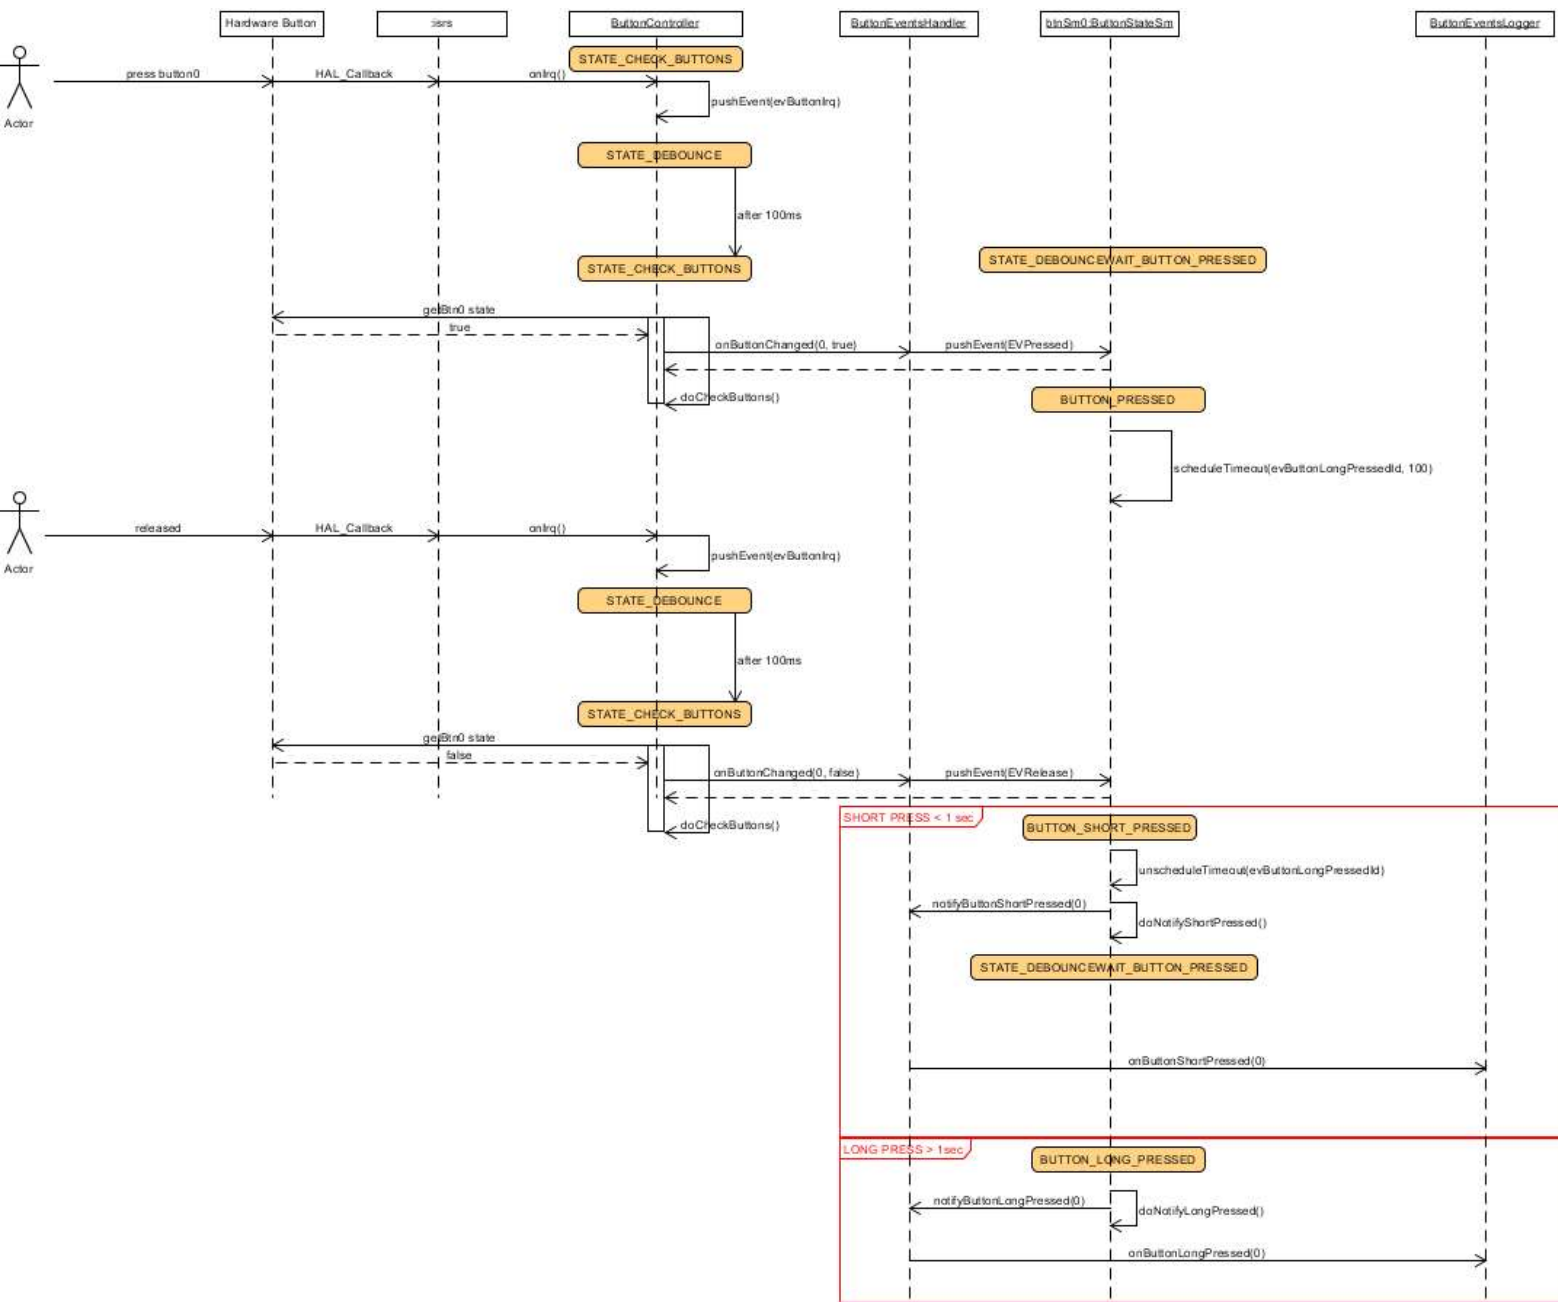 Hardware Button
:isrs
ButtonController
ButtonEventsHandler
btnSm0:ButtonStateSm
ButtonEventsLogger
STATE_CHECK_BUTTONS
press button0
HAL_Callback
onIrq()
pushEvent(evButtonIrq)
Actor
STATE_DEBOUNCE
after 100ms
STATE_DEBOUNCEWAIT_BUTTON_PRESSED
STATE_CHECK_BUTTONS
getBtn0 state
true
onButtonChanged(0, true)
pushEvent(EVPressed)
doCheckButtons()
BUTTON_PRESSED
scheduleTimeout(evButtonLongPressedId, 100)
released
HAL_Callback
onIrq()
pushEvent(evButtonIrq)
Actor
STATE_DEBOUNCE
after 100ms
STATE_CHECK_BUTTONS
getBtn0 state
false
onButtonChanged(0, false)
pushEvent(EVRelease)
SHORT PRESS < 1 sec
doCheckButtons()
BUTTON_SHORT_PRESSED
unscheduleTimeout(evButtonLongPressedId)
notifyButtonShortPressed(0)
doNotifyShortPressed()
STATE_DEBOUNCEWAIT_BUTTON_PRESSED
onButtonShortPressed(0)
LONG PRESS > 1sec
BUTTON_LONG_PRESSED
notifyButtonLongPressed(0)
doNotifyLongPressed()
onButtonLongPressed(0)